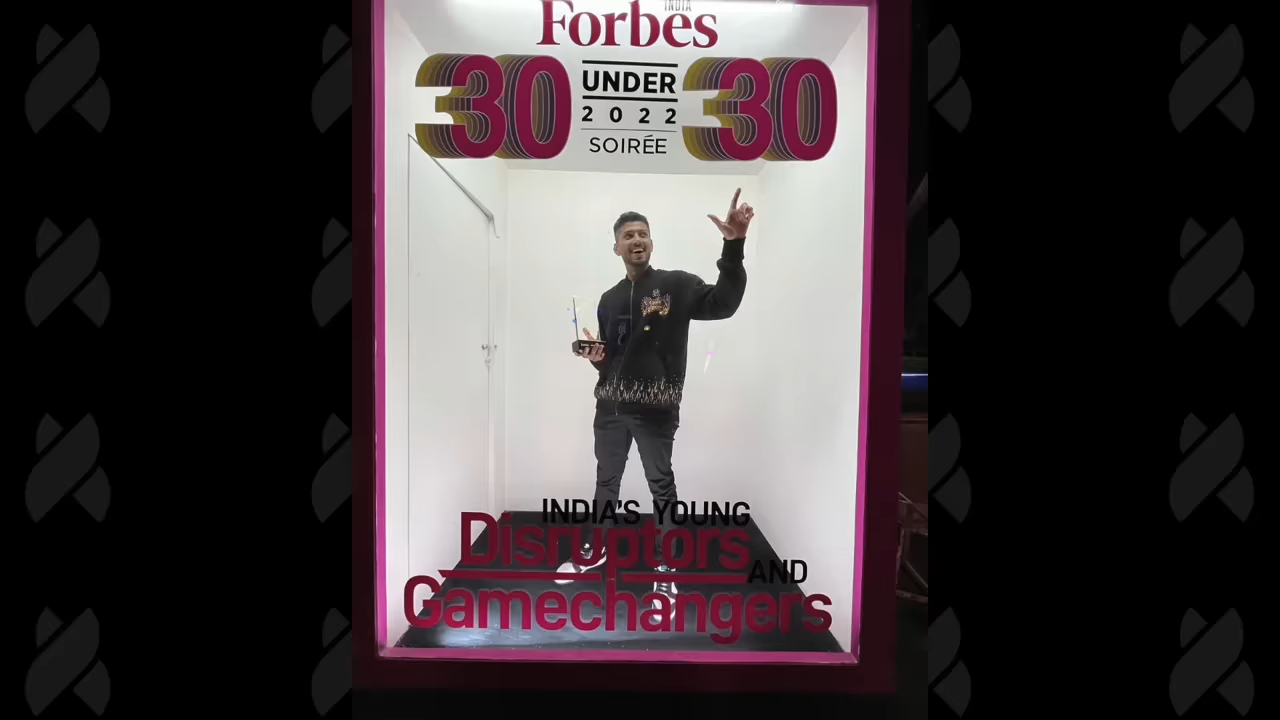 INDIA
Forbes
30 UNDER 30
2022
SOIRÉE
INDIA'S YOUNG
Disruptors
AND
Gamechangers